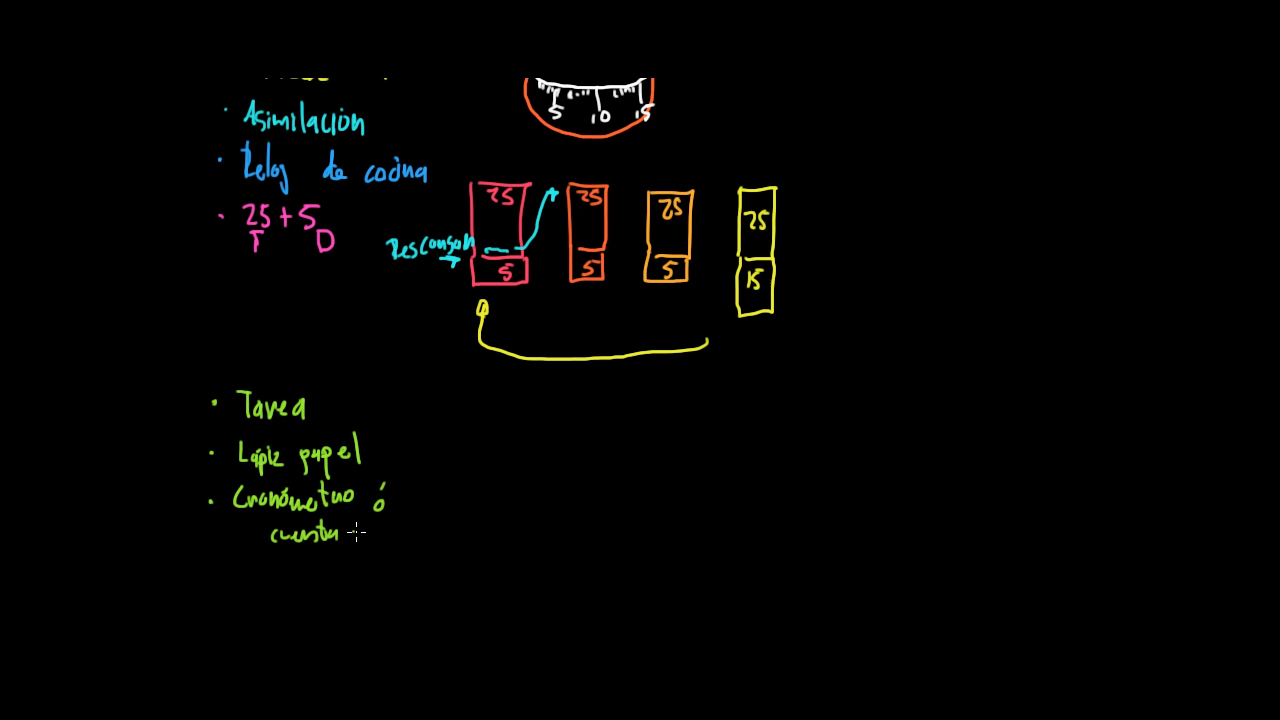 5 10 15
• Asimilación
• Reloj de cocina
• 25 + 5
T D
25 25 25 25
Descansan
5 5 5 15
• Tarea
• Lápiz papel
• Cronómetro ó
cuenta